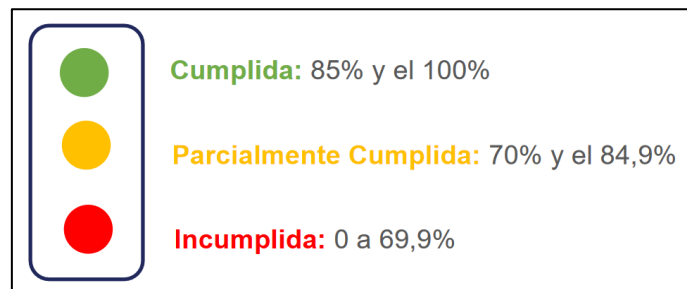 Cumplida: 85% y el 100%
Parcialmente Cumplida: 70% y el 84,9%
Incumplida: 0 a 69,9%